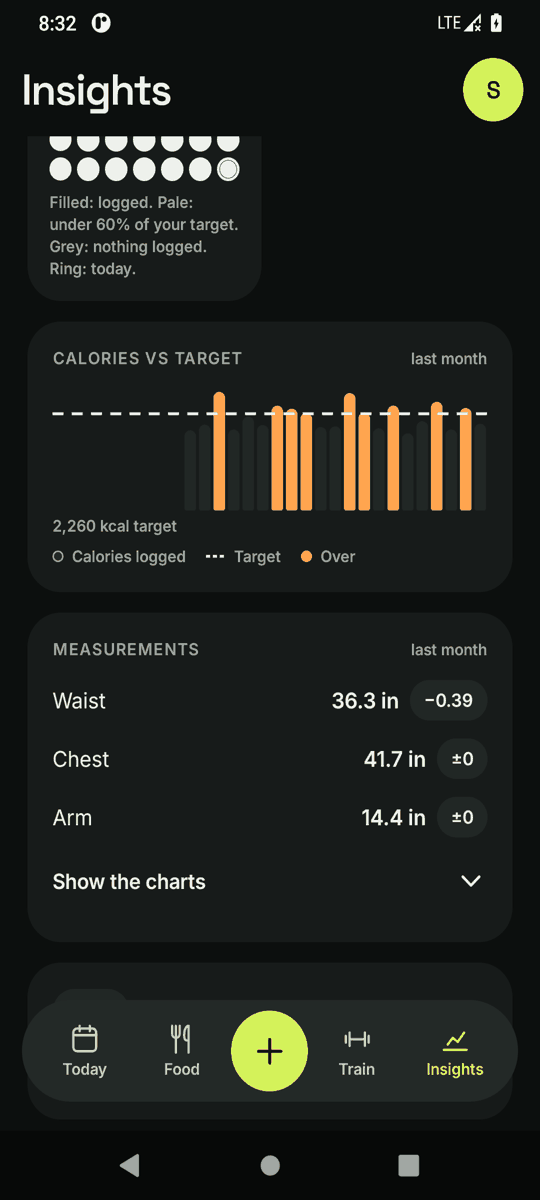 8:32
LTE
Insights
S
Filled: logged. Pale:
under 60% of your target.
Grey: nothing logged.
Ring: today.
CALORIES VS TARGET
last month
2,260 kcal target
Calories logged
Target
Over
MEASUREMENTS
last month
Waist 36.3 in −0.39
Chest 41.7 in ±0
Arm 14.4 in ±0
Show the charts
Today
Food
Train
Insights